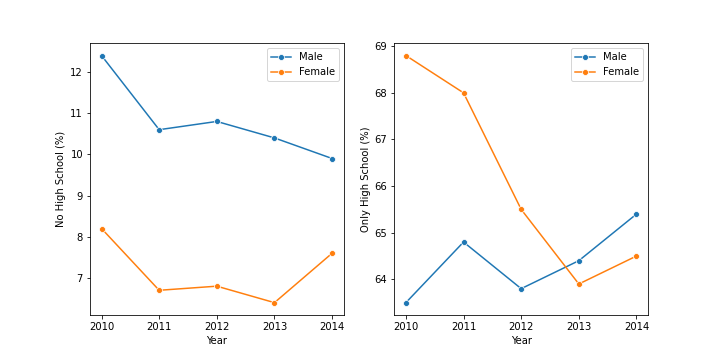 No High School (%)
12
11
10
9
8
7
2010 2011 2012 2013 2014
Year
Male
Female
Only High School (%)
69
68
67
66
65
64
2010 2011 2012 2013 2014
Year
Male
Female